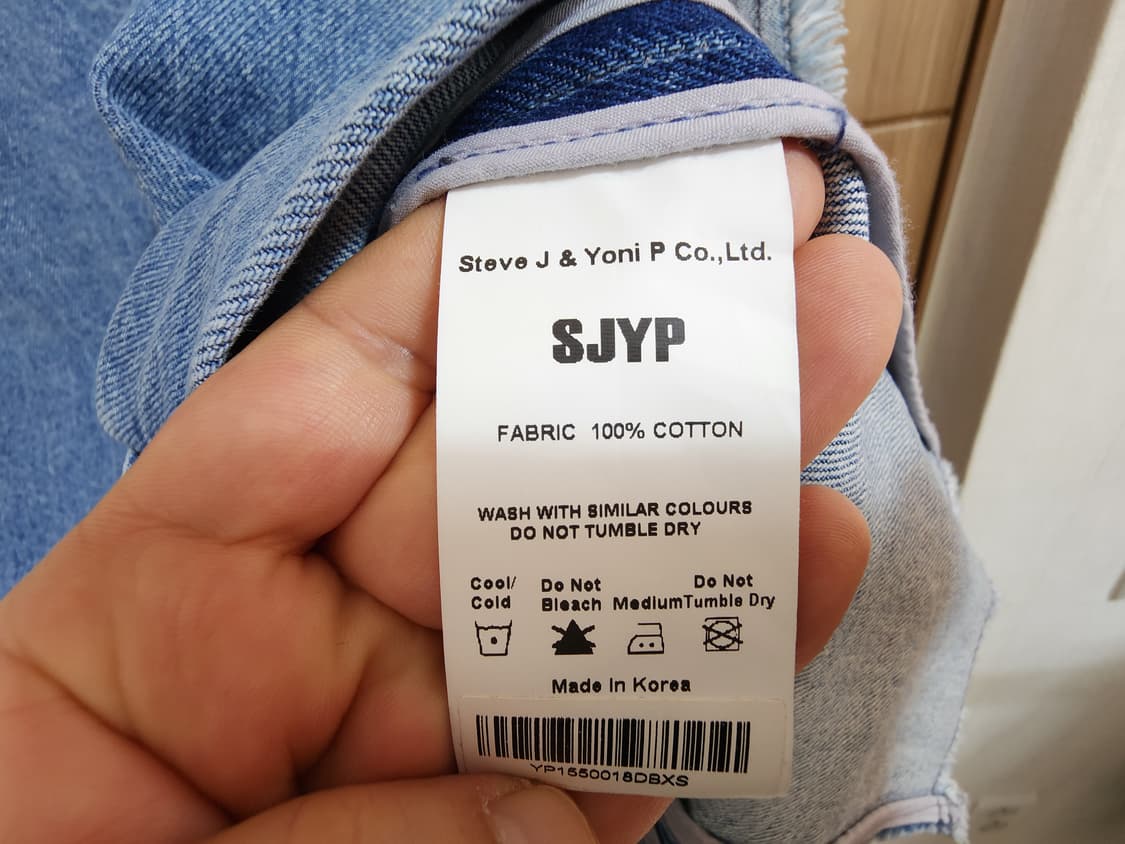 Steve J & Yoni P Co.,Ltd.
SJYP
FABRIC 100% COTTON
WASH WITH SIMILAR COLOURS
DO NOT TUMBLE DRY
Cool/ Cold
Do Not Bleach
Medium
Do Not Tumble Dry
Made In Korea
YP1550018DBXS